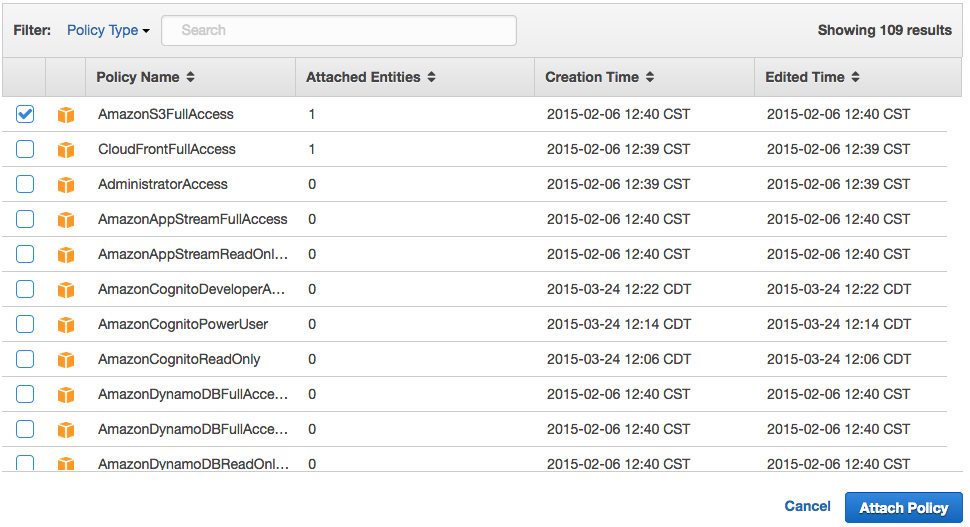 Filter: Policy Type Search Showing 109 results
Policy Name Attached Entities Creation Time Edited Time
AmazonS3FullAccess 1 2015-02-06 12:40 CST 2015-02-06 12:40 CST
CloudFrontFullAccess 1 2015-02-06 12:39 CST 2015-02-06 12:39 CST
AdministratorAccess 0 2015-02-06 12:39 CST 2015-02-06 12:39 CST
AmazonAppStreamFullAccess 0 2015-02-06 12:40 CST 2015-02-06 12:40 CST
AmazonAppStreamReadOnl... 0 2015-02-06 12:40 CST 2015-02-06 12:40 CST
AmazonCognitoDeveloperA... 0 2015-03-24 12:22 CDT 2015-03-24 12:22 CDT
AmazonCognitoPowerUser 0 2015-03-24 12:14 CDT 2015-03-24 12:14 CDT
AmazonCognitoReadOnly 0 2015-03-24 12:06 CDT 2015-03-24 12:06 CDT
AmazonDynamoDBFullAcce... 0 2015-02-06 12:40 CST 2015-02-06 12:40 CST
AmazonDynamoDBFullAcce... 0 2015-02-06 12:40 CST 2015-02-06 12:40 CST
AmazonDynamoDBReadOnl... 0 2015-02-06 12:40 CST 2015-02-06 12:40 CST
Cancel Attach Policy